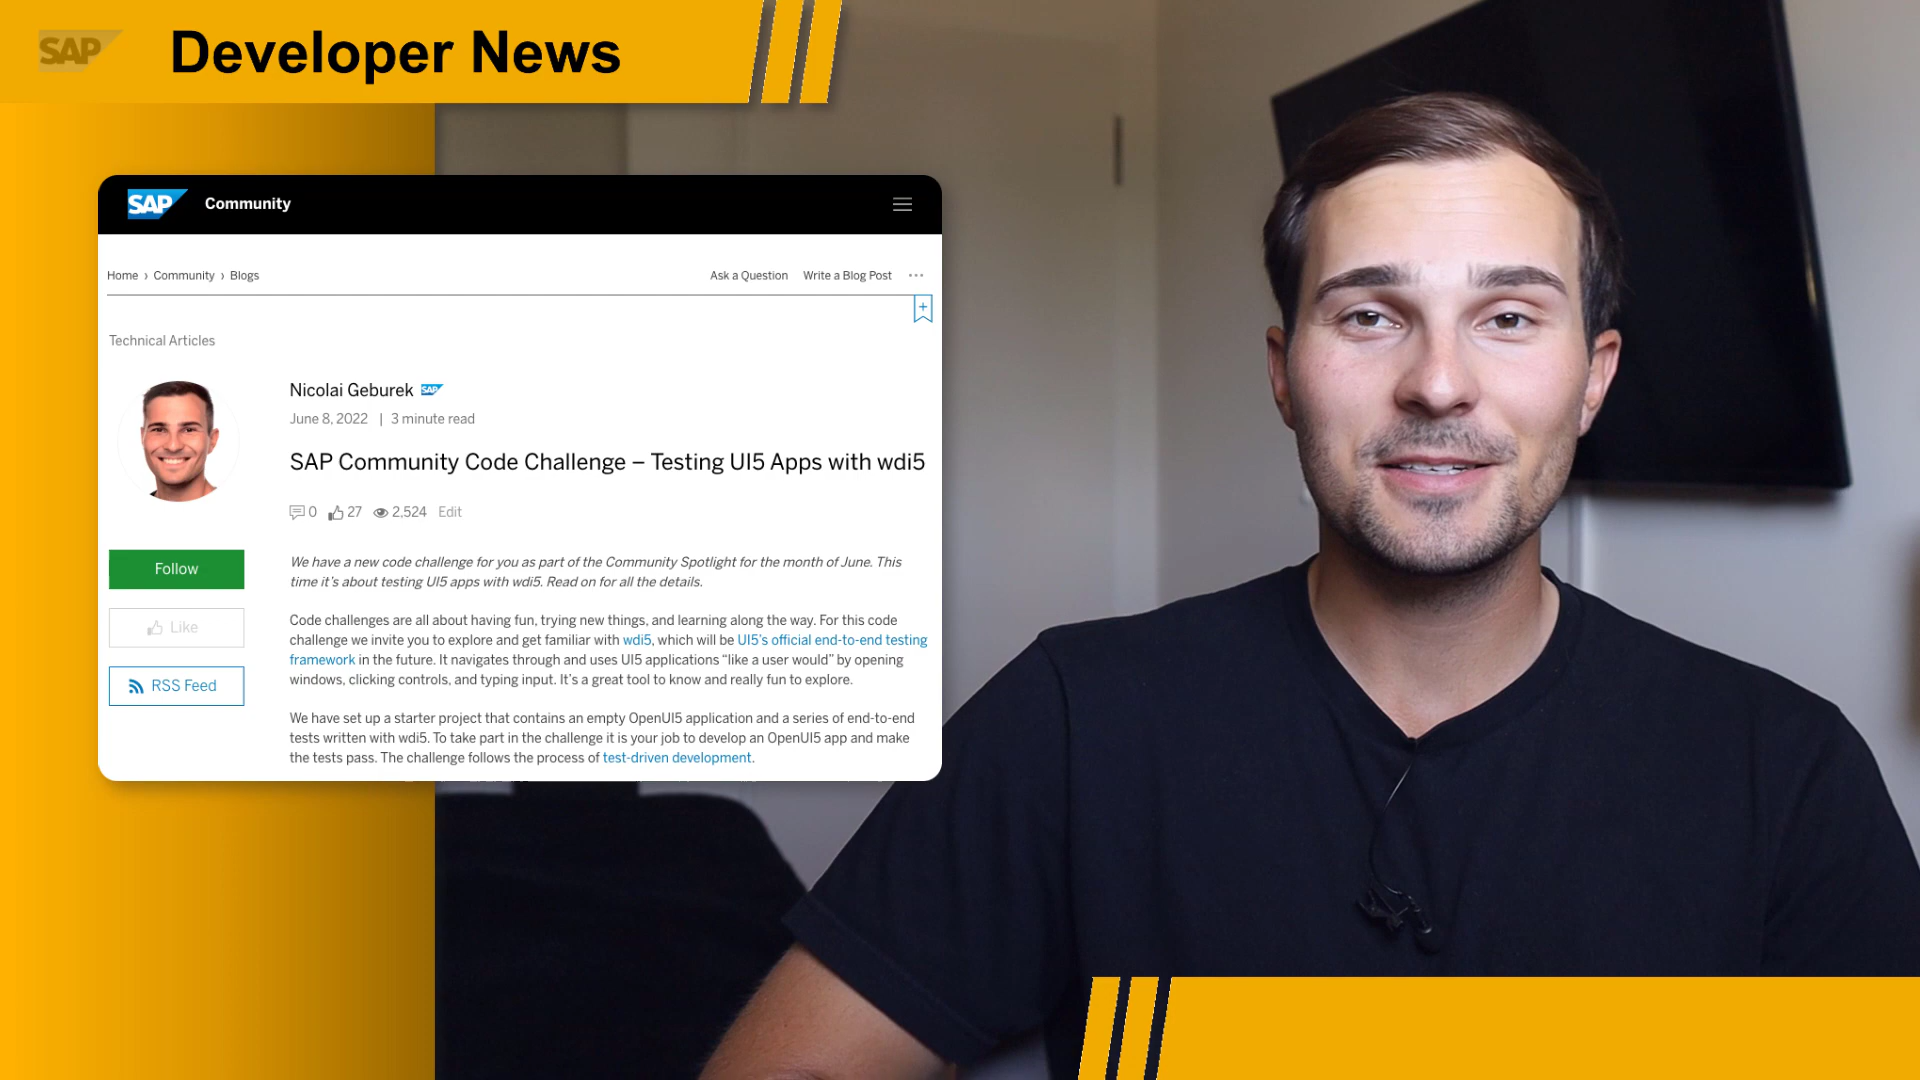 SAP Developer News
SAP Community
Home › Community › Blogs
Ask a Question Write a Blog Post ···
Technical Articles
Nicolai Geburek SAP
June 8, 2022 | 3 minute read
SAP Community Code Challenge – Testing UI5 Apps with wdi5
0 27 2,524 Edit
Follow
Like
RSS Feed
We have a new code challenge for you as part of the Community Spotlight for the month of June. This
time it's about testing UI5 apps with wdi5. Read on for all the details.
Code challenges are all about having fun, trying new things, and learning along the way. For this code
challenge we invite you to explore and get familiar with wdi5, which will be UI5's official end-to-end testing
framework in the future. It navigates through and uses UI5 applications “like a user would” by opening
windows, clicking controls, and typing input. It's a great tool to know and really fun to explore.
We have set up a starter project that contains an empty OpenUI5 application and a series of end-to-end
tests written with wdi5. To take part in the challenge it is your job to develop an OpenUI5 app and make
the tests pass. The challenge follows the process of test-driven development.